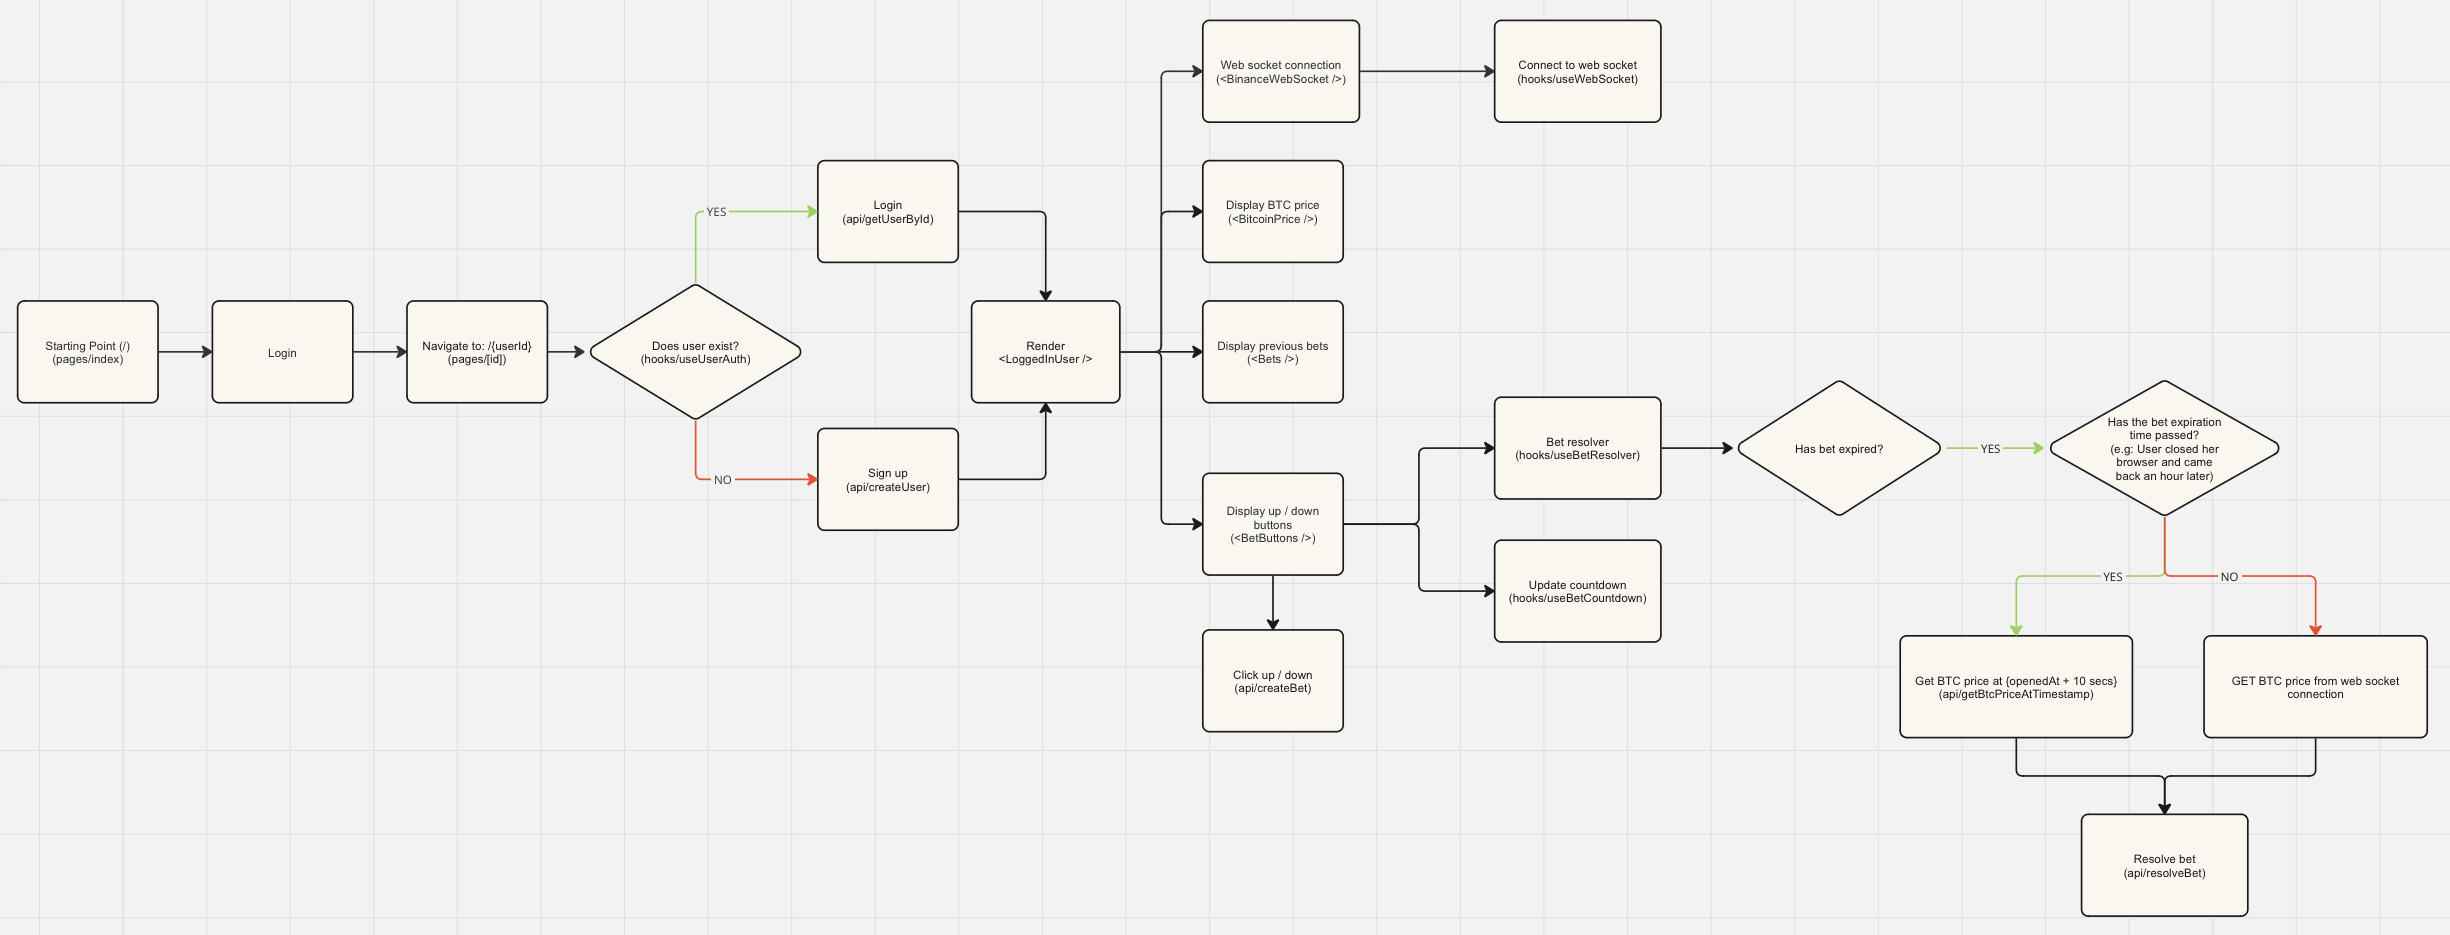 Starting Point (/)
(pages/index)
Login
Navigate to: /{userId}
(pages/[id])
Does user exist?
(hooks/useUserAuth)
YES
NO
Login
(api/getUserById)
Sign up
(api/createUser)
Render
<LoggedInUser />
Web socket connection
(<BinanceWebSocket />)
Connect to web socket
(hooks/useWebSocket)
Display BTC price
(<BitcoinPrice />)
Display previous bets
(<Bets />)
Display up / down
buttons
(<BetButtons />)
Click up / down
(api/createBet)
Bet resolver
(hooks/useBetResolver)
Update countdown
(hooks/useBetCountdown)
Has bet expired?
YES
Has the bet expiration
time passed?
(e.g: User closed her
browser and came
back an hour later)
YES
NO
Get BTC price at {openedAt + 10 secs}
(api/getBtcPriceAtTimestamp)
GET BTC price from web socket
connection
Resolve bet
(api/resolveBet)